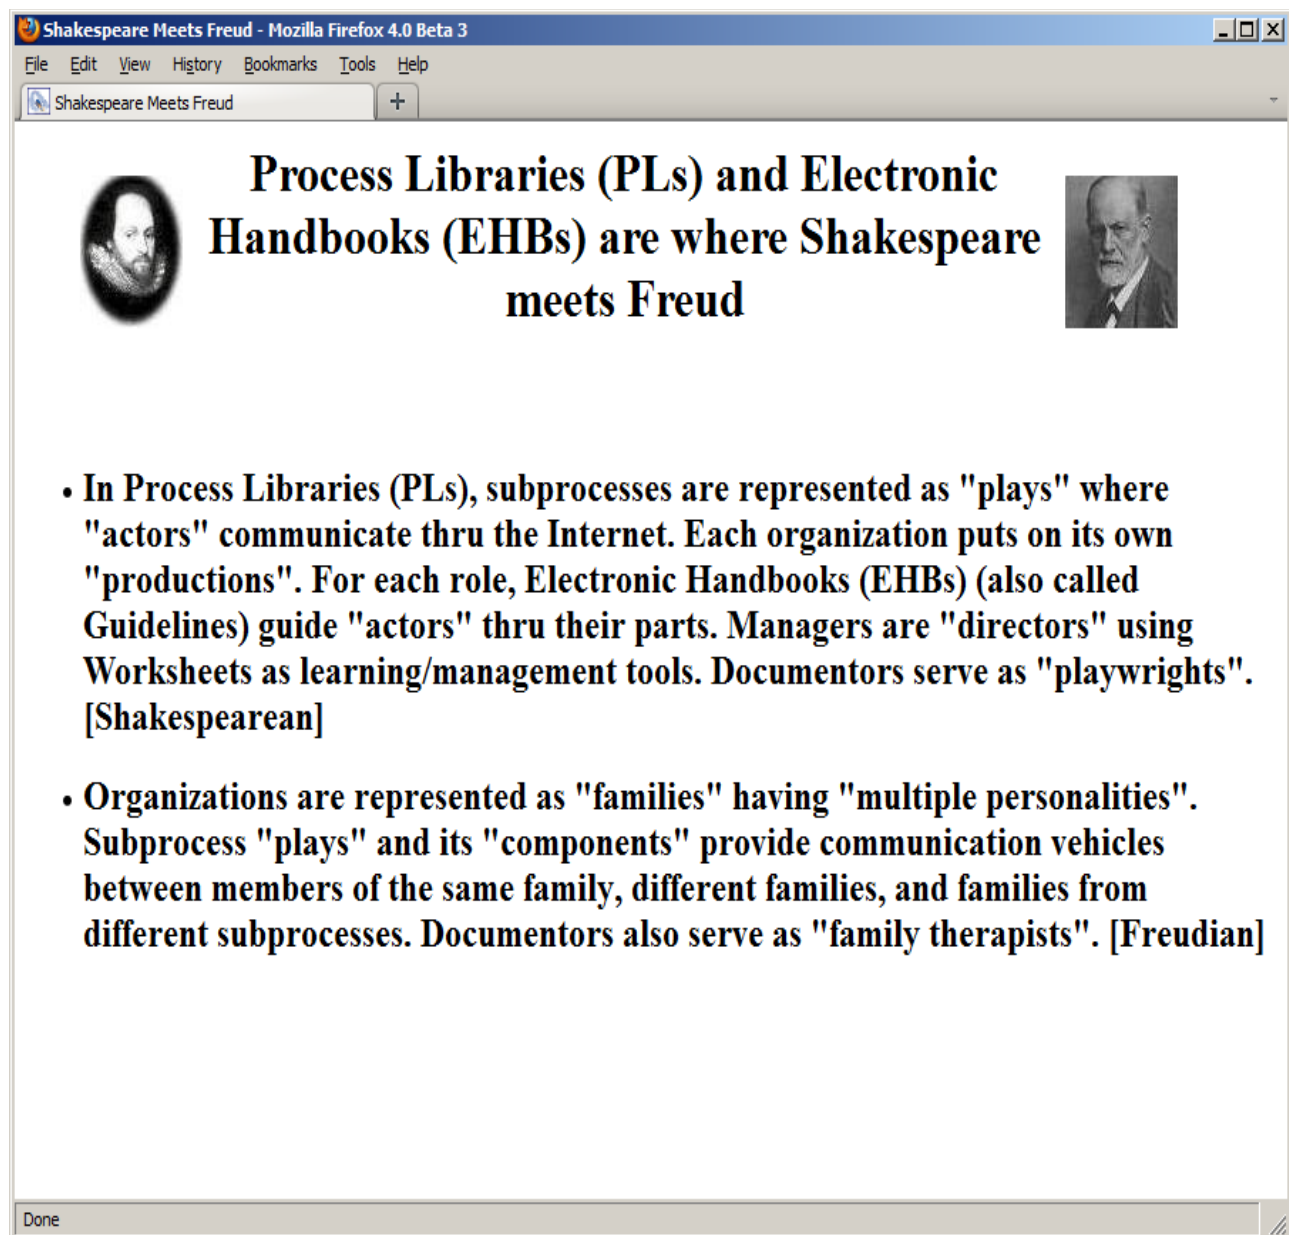 Shakespeare Meets Freud - Mozilla Firefox 4.0 Beta 3
File Edit View History Bookmarks Tools Help
Shakespeare Meets Freud +
Process Libraries (PLs) and Electronic
Handbooks (EHBs) are where Shakespeare
meets Freud
• In Process Libraries (PLs), subprocesses are represented as "plays" where
"actors" communicate thru the Internet. Each organization puts on its own
"productions". For each role, Electronic Handbooks (EHBs) (also called
Guidelines) guide "actors" thru their parts. Managers are "directors" using
Worksheets as learning/management tools. Documentors serve as "playwrights".
[Shakespearean]
• Organizations are represented as "families" having "multiple personalities".
Subprocess "plays" and its "components" provide communication vehicles
between members of the same family, different families, and families from
different subprocesses. Documentors also serve as "family therapists". [Freudian]
Done